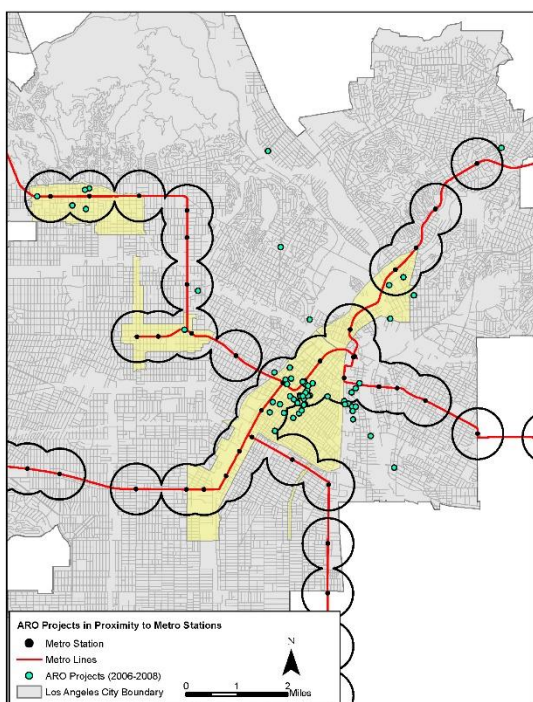 ARO Projects in Proximity to Metro Stations
Metro Station
Metro Lines
ARO Projects (2006-2008)
Los Angeles City Boundary
N
0 1 2
Miles